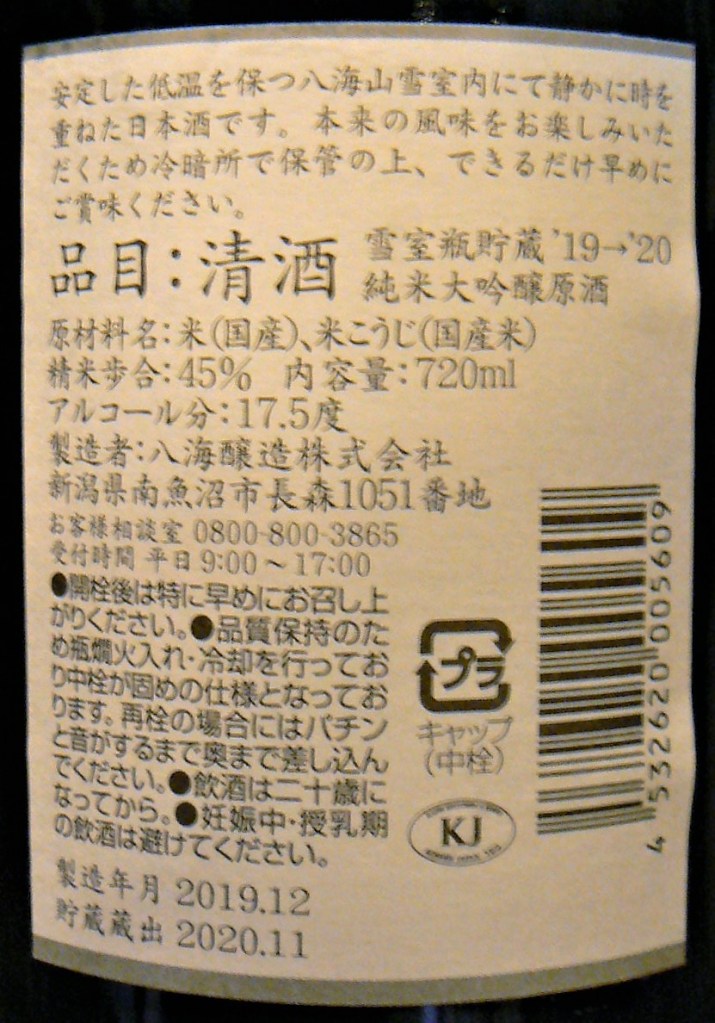 安定した低温を保つ八海山雪室内にて静かに時を
重ねた日本酒です。本来の風味をお楽しみいた
だくため冷暗所で保管の上、できるだけ早めに
ご賞味ください。
品目：清酒
雪室瓶貯蔵 '19→'20
純米大吟醸原酒
原材料名：米(国産)、米こうじ(国産米)
精米歩合：45% 内容量：720ml
アルコール分：17.5度
製造者：八海醸造株式会社
新潟県南魚沼市長森1051番地
お客様相談室 0800-800-3865
受付時間 平日 9:00～17:00
●開栓後は特に早めにお召し上
がりください。●品質保持のた
め瓶燗火入れ・冷却を行ってお
り中栓が固めの仕様となってお
ります。再栓の場合にはパチン
と音がするまで奥まで差し込ん
でください。●飲酒は二十歳に
なってから。●妊娠中・授乳期
の飲酒は避けてください。
製造年月 2019.12
貯蔵蔵出 2020.11
プラ
キャップ
(中栓)
KJ
4 532620 005609